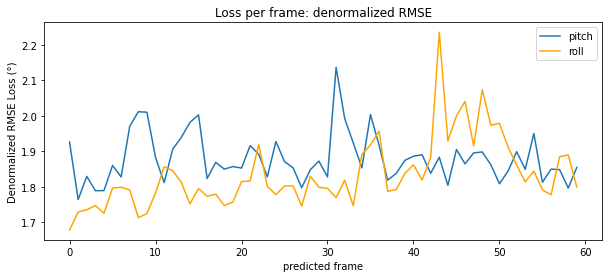 Loss per frame: denormalized RMSE
pitch
roll
Denormalized RMSE Loss (°)
2.2
2.1
2.0
1.9
1.8
1.7
0 10 20 30 40 50 60
predicted frame